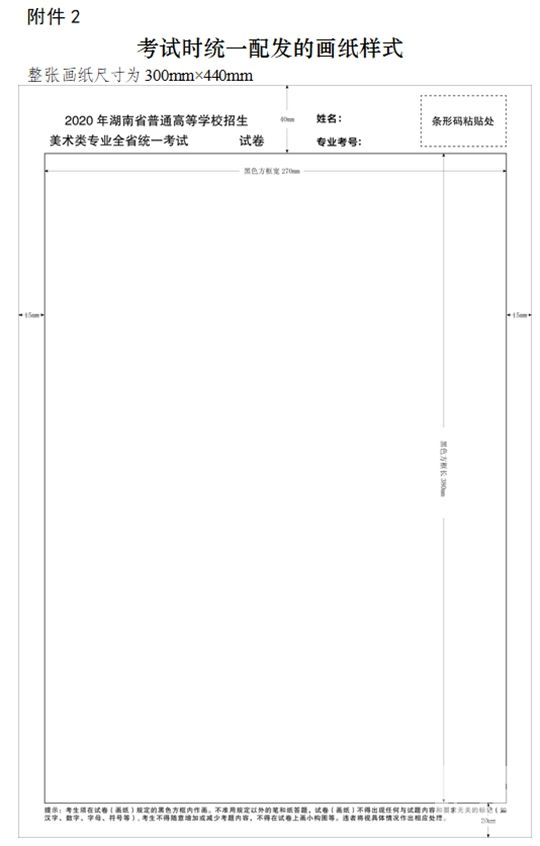 附件 2
考试时统一配发的画纸样式
整张画纸尺寸为 300mm×440mm
2020 年湖南省普通高等学校招生
美术类专业全省统一考试 试卷
40mm
姓名：
专业考号：
条形码粘贴处
黑色方框宽 270mm
15mm
15mm
黑色方框长 380mm
提示：考生须在试卷（画纸）规定的黑色方框内作画。不准用规定以外的笔和纸答题，试卷（画纸）不得出现任何与试题内容和要求无关的标记（如
汉字、数字、字母、符号等）。考生不得随意增加或减少考题内容，不得在试卷上画小构图等。违者将视具体情况作出相应处理。
20mm